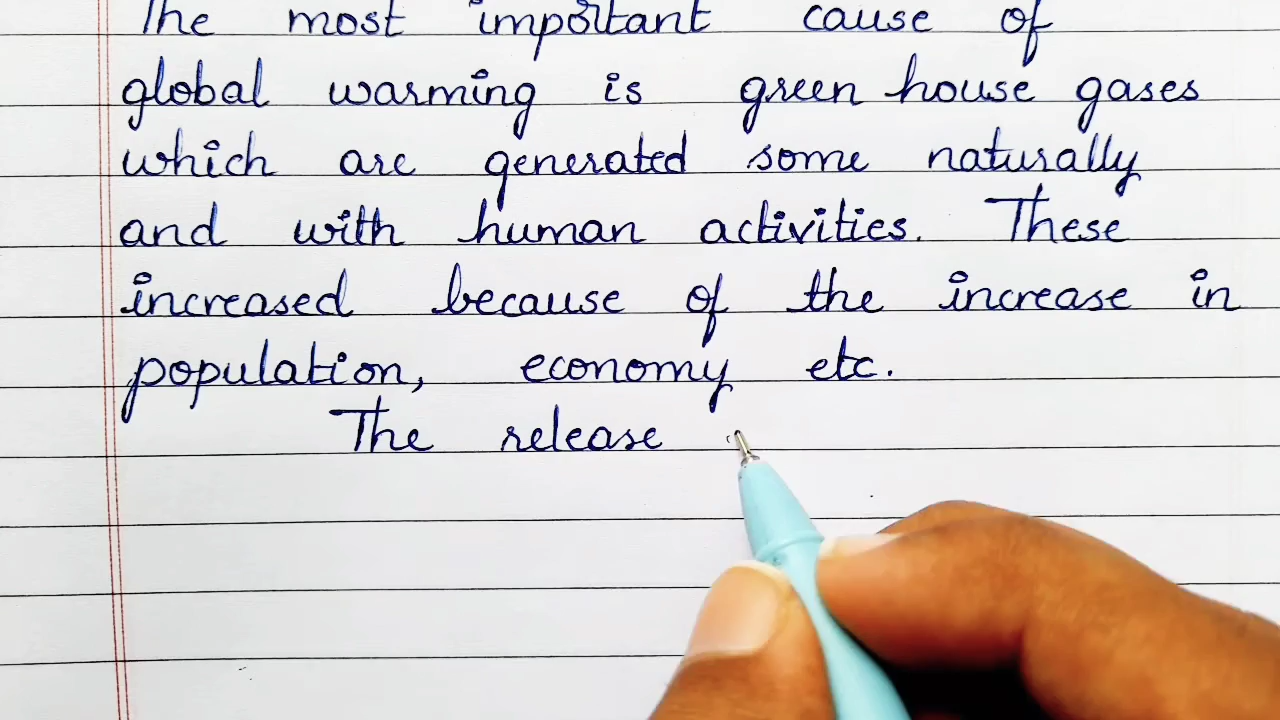 The most important cause of
global warming is green house gases
which are generated some naturally
and with human activities. These
increased because of the increase in
population, economy etc.
The release